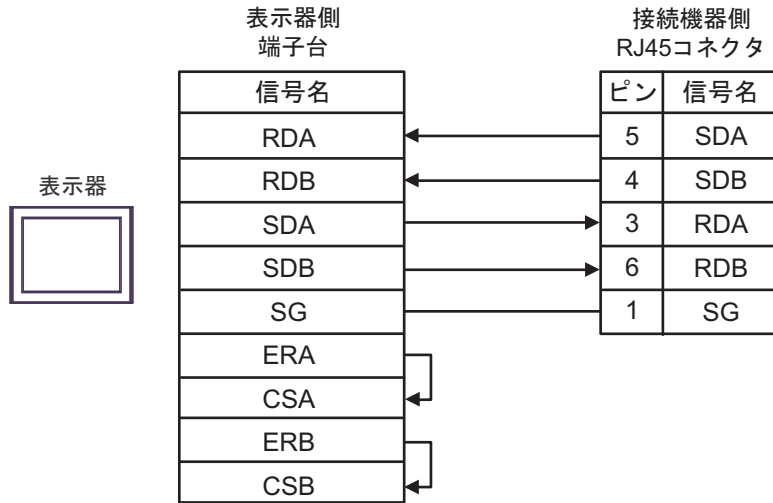 表示器側
端子台
接続機器側
RJ45コネクタ
信号名
ピン 信号名
RDA
5 SDA
RDB
4 SDB
表示器
SDA
3 RDA
SDB
6 RDB
SG
1 SG
ERA
CSA
ERB
CSB